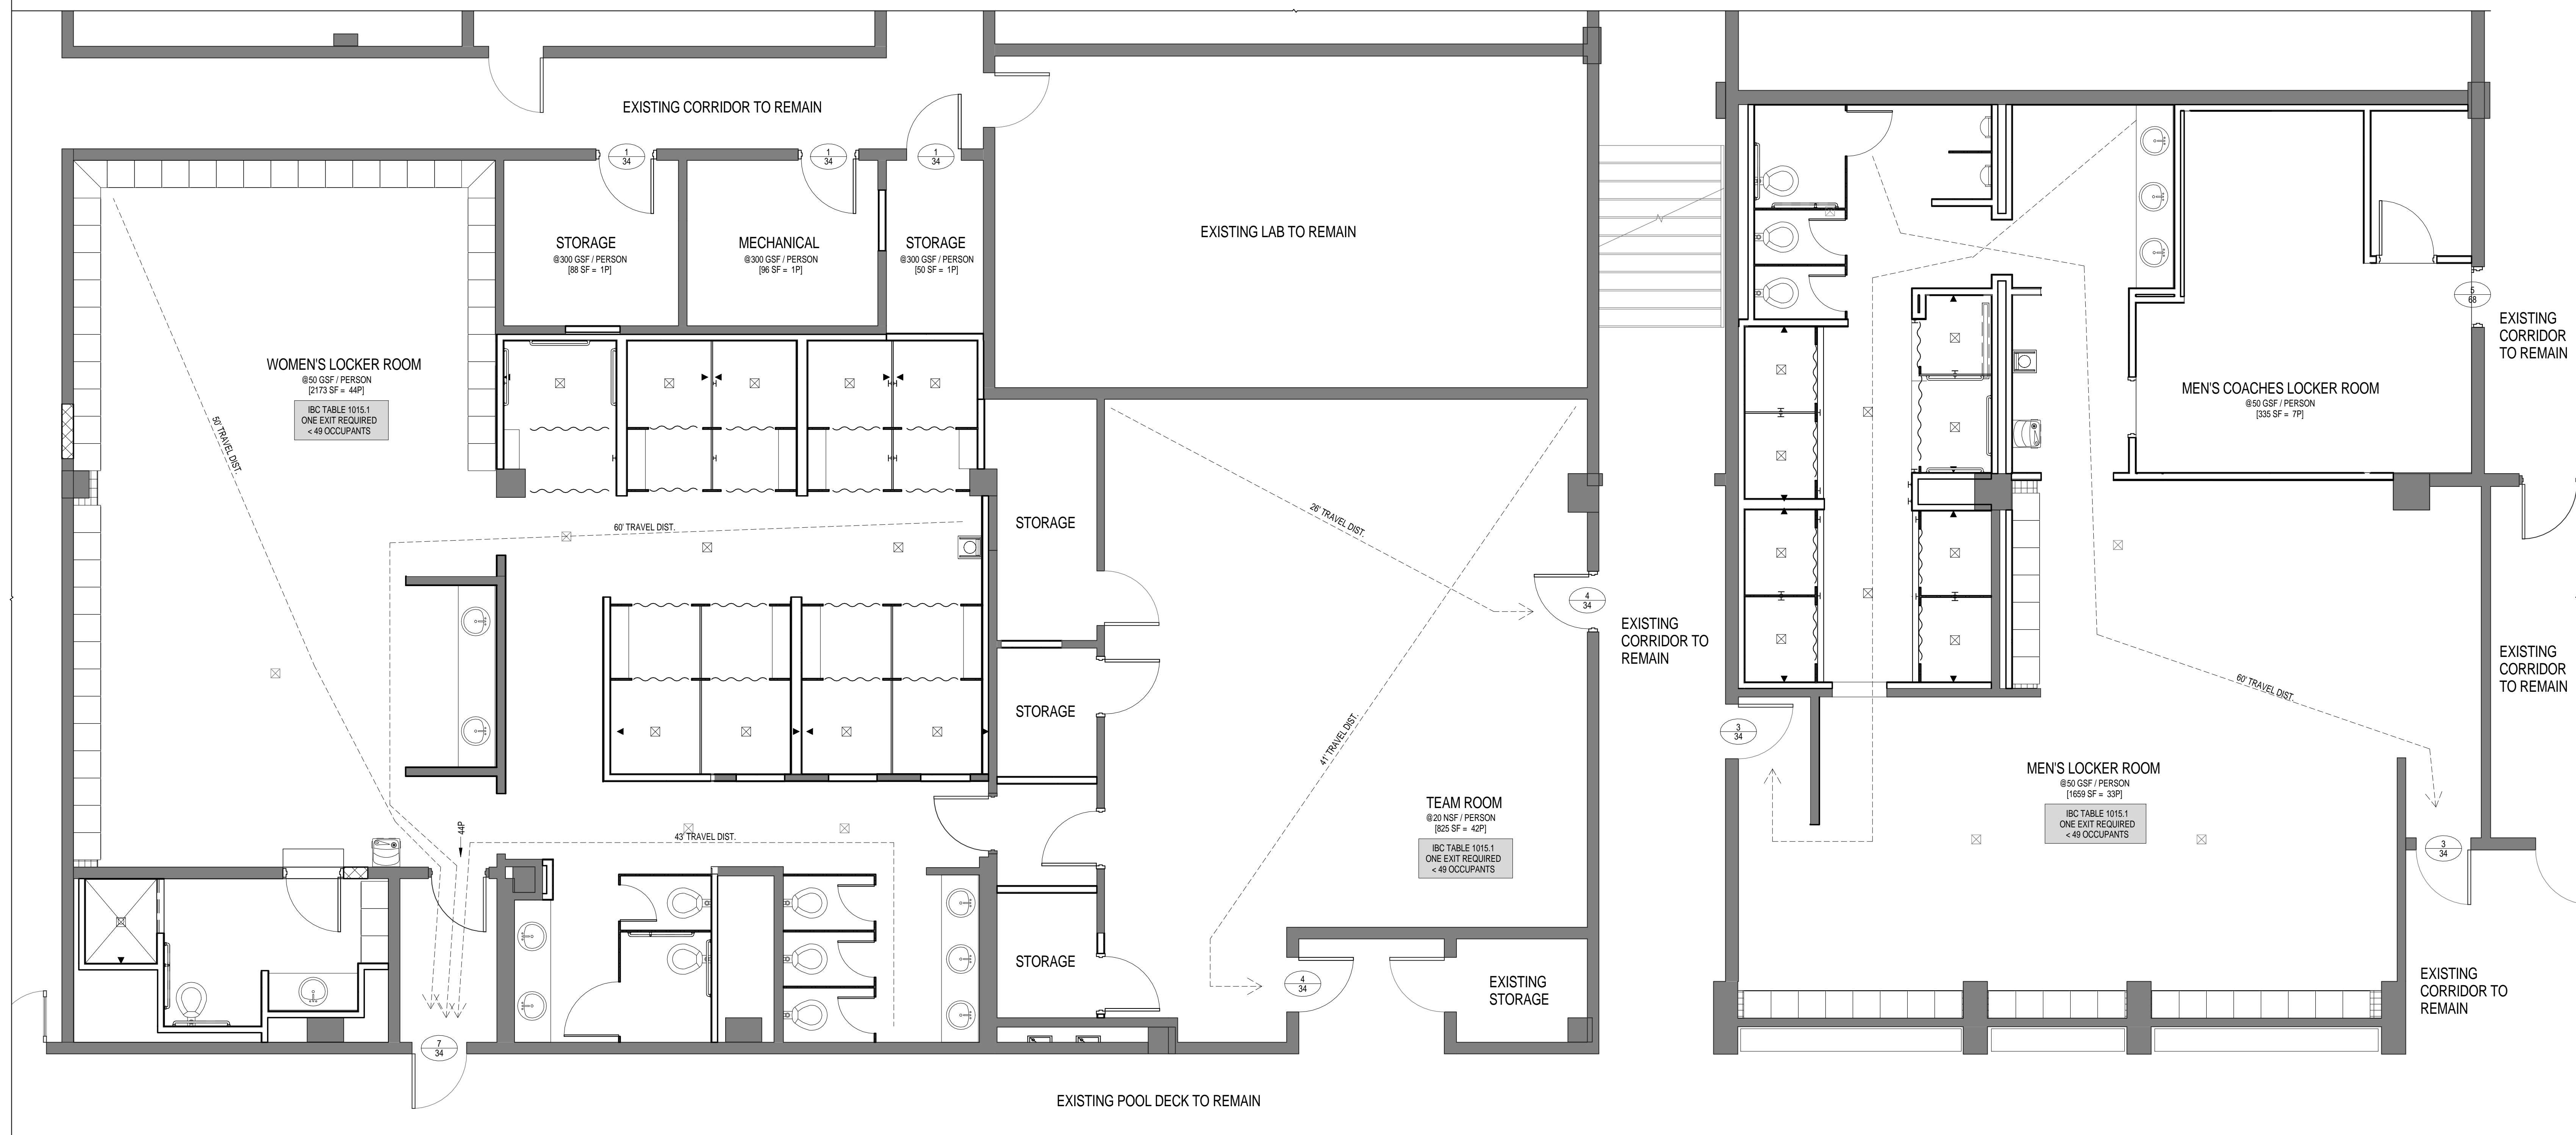 EXISTING CORRIDOR TO REMAIN
1
34
1
34
1
34
STORAGE
@300 GSF / PERSON
[88 SF = 1P]
MECHANICAL
@300 GSF / PERSON
[96 SF = 1P]
STORAGE
@300 GSF / PERSON
[50 SF = 1P]
EXISTING LAB TO REMAIN
WOMEN'S LOCKER ROOM
@50 GSF / PERSON
[2173 SF = 44P]
IBC TABLE 1015.1
ONE EXIT REQUIRED
< 49 OCCUPANTS
50' TRAVEL DIST.
60' TRAVEL DIST.
STORAGE
26' TRAVEL DIST.
4
34
EXISTING
CORRIDOR TO
REMAIN
STORAGE
41' TRAVEL DIST.
TEAM ROOM
@20 NSF / PERSON
[825 SF = 42P]
IBC TABLE 1015.1
ONE EXIT REQUIRED
< 49 OCCUPANTS
44P
43' TRAVEL DIST.
STORAGE
4
34
EXISTING
STORAGE
7
34
EXISTING POOL DECK TO REMAIN
5
68
EXISTING
CORRIDOR
TO REMAIN
MEN'S COACHES LOCKER ROOM
@50 GSF / PERSON
[335 SF = 7P]
EXISTING
CORRIDOR
TO REMAIN
60' TRAVEL DIST.
3
34
MEN'S LOCKER ROOM
@50 GSF / PERSON
[1659 SF = 33P]
IBC TABLE 1015.1
ONE EXIT REQUIRED
< 49 OCCUPANTS
3
34
EXISTING
CORRIDOR TO
REMAIN